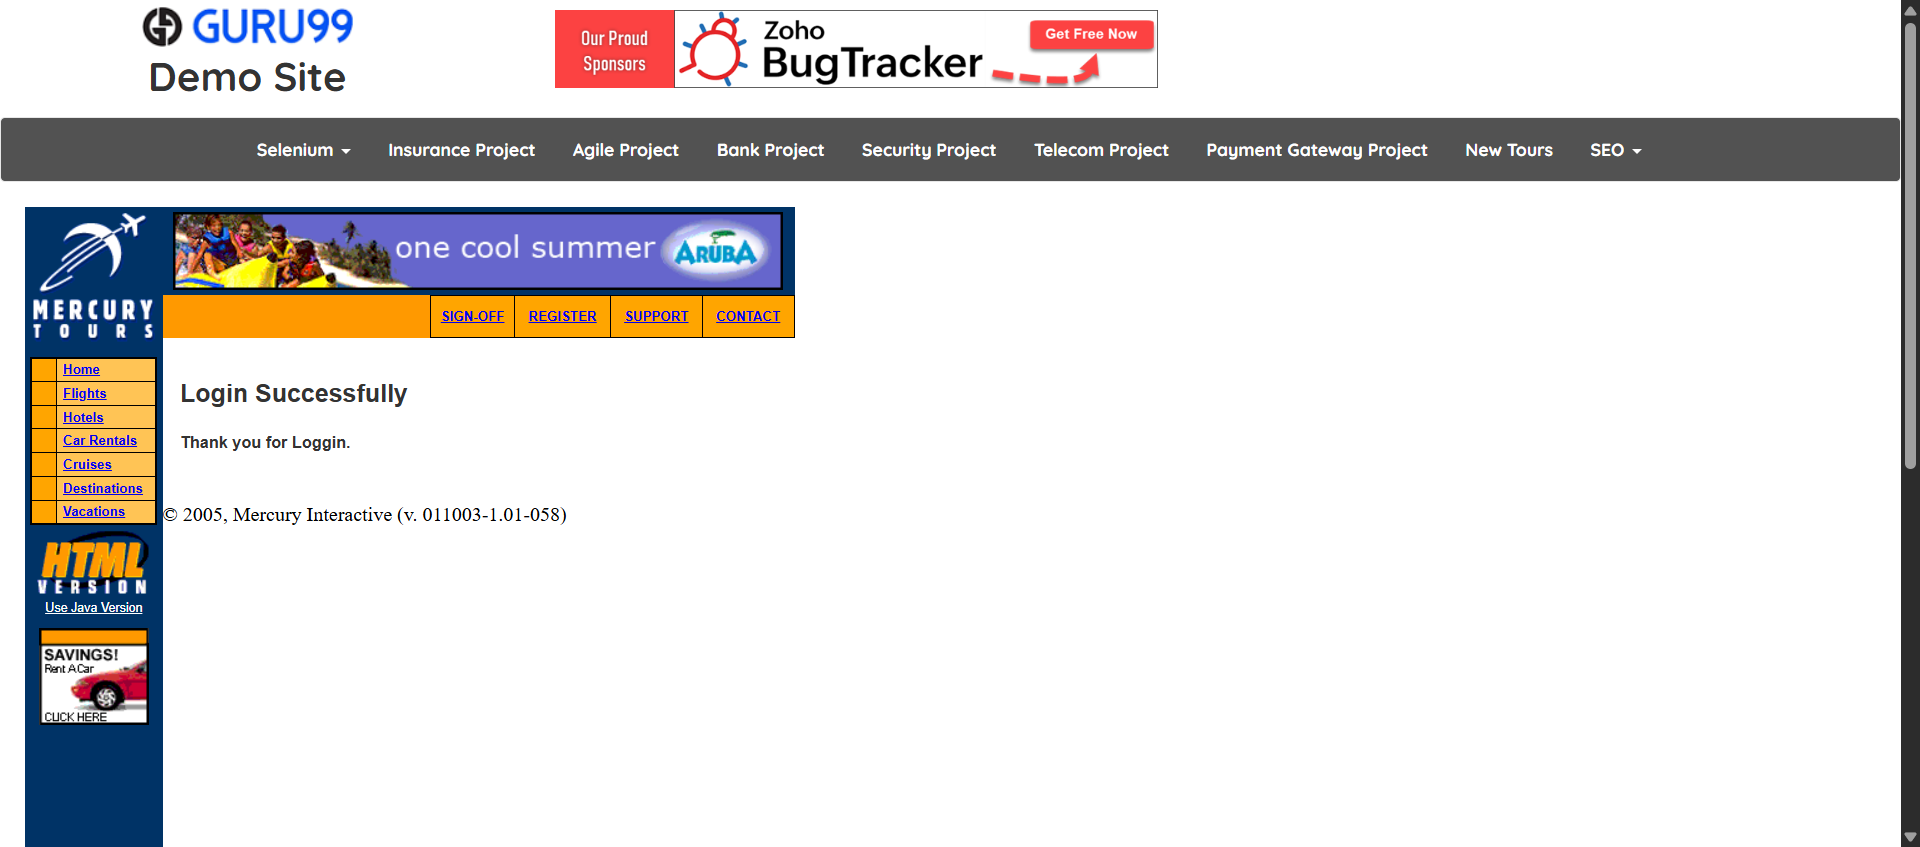 GURU99
Demo Site
Our Proud
Sponsors
Zoho
BugTracker
Get Free Now
Selenium
Insurance Project
Agile Project
Bank Project
Security Project
Telecom Project
Payment Gateway Project
New Tours
SEO
one cool summer
ARUBA
MERCURY
TOURS
SIGN-OFF
REGISTER
SUPPORT
CONTACT
Home
Flights
Hotels
Car Rentals
Cruises
Destinations
Vacations
Login Successfully
Thank you for Loggin.
© 2005, Mercury Interactive (v. 011003-1.01-058)
HTML
VERSION
Use Java Version
SAVINGS!
Rent A Car
CLICK HERE